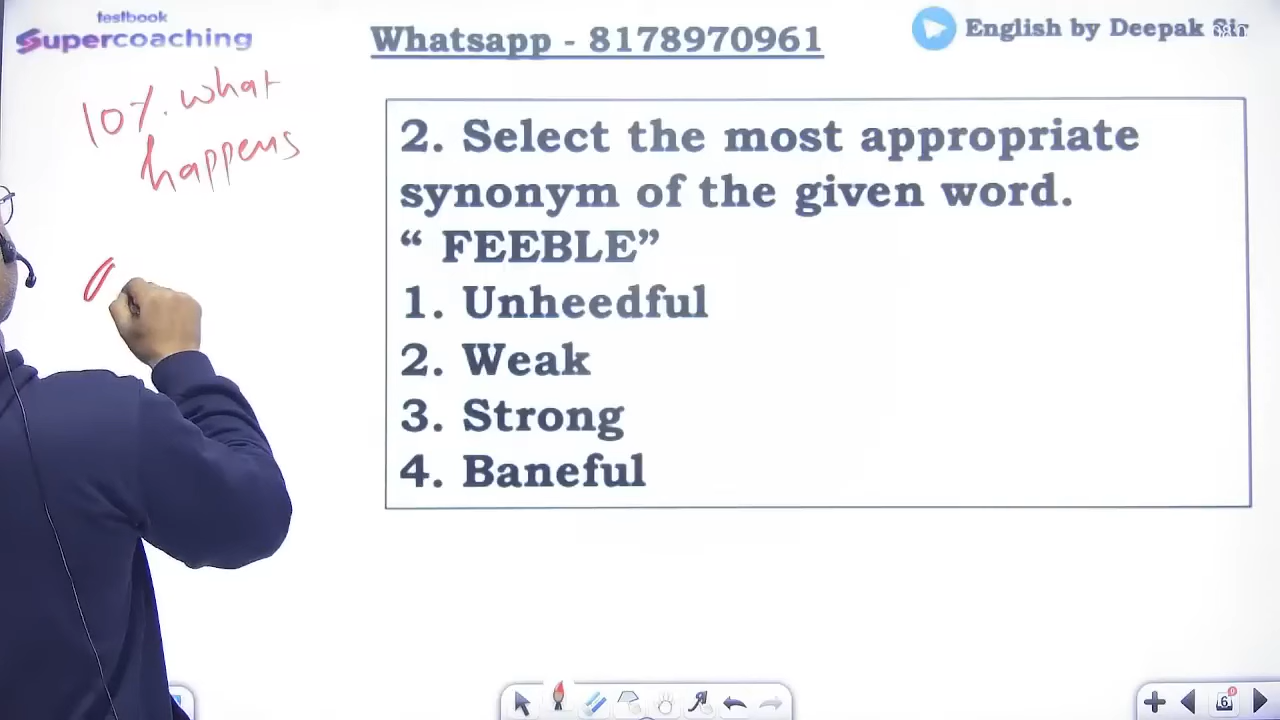 testbook
Supercoaching
Whatsapp - 8178970961
English by Deepak Sir
10%. what
happens
2. Select the most appropriate
synonym of the given word.
“ FEEBLE”
1. Unheedful
2. Weak
3. Strong
4. Baneful
6